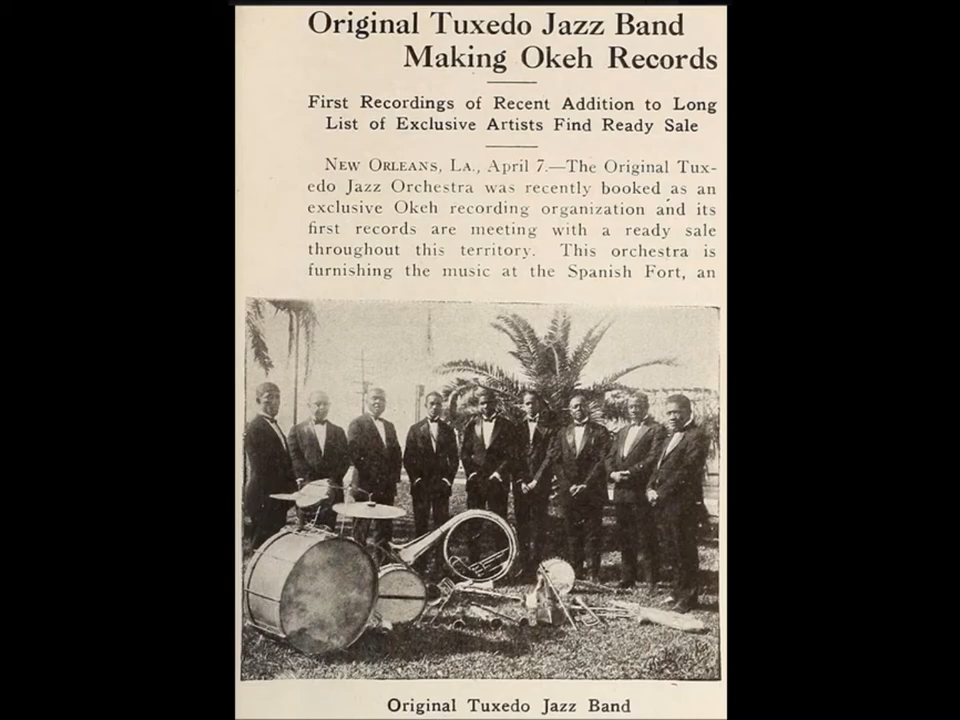 Original Tuxedo Jazz Band
Making Okeh Records
First Recordings of Recent Addition to Long
List of Exclusive Artists Find Ready Sale
NEW ORLEANS, LA., April 7.—The Original Tux-
edo Jazz Orchestra was recently booked as an
exclusive Okeh recording organization and its
first records are meeting with a ready sale
throughout this territory. This orchestra is
furnishing the music at the Spanish Fort, an
Original Tuxedo Jazz Band